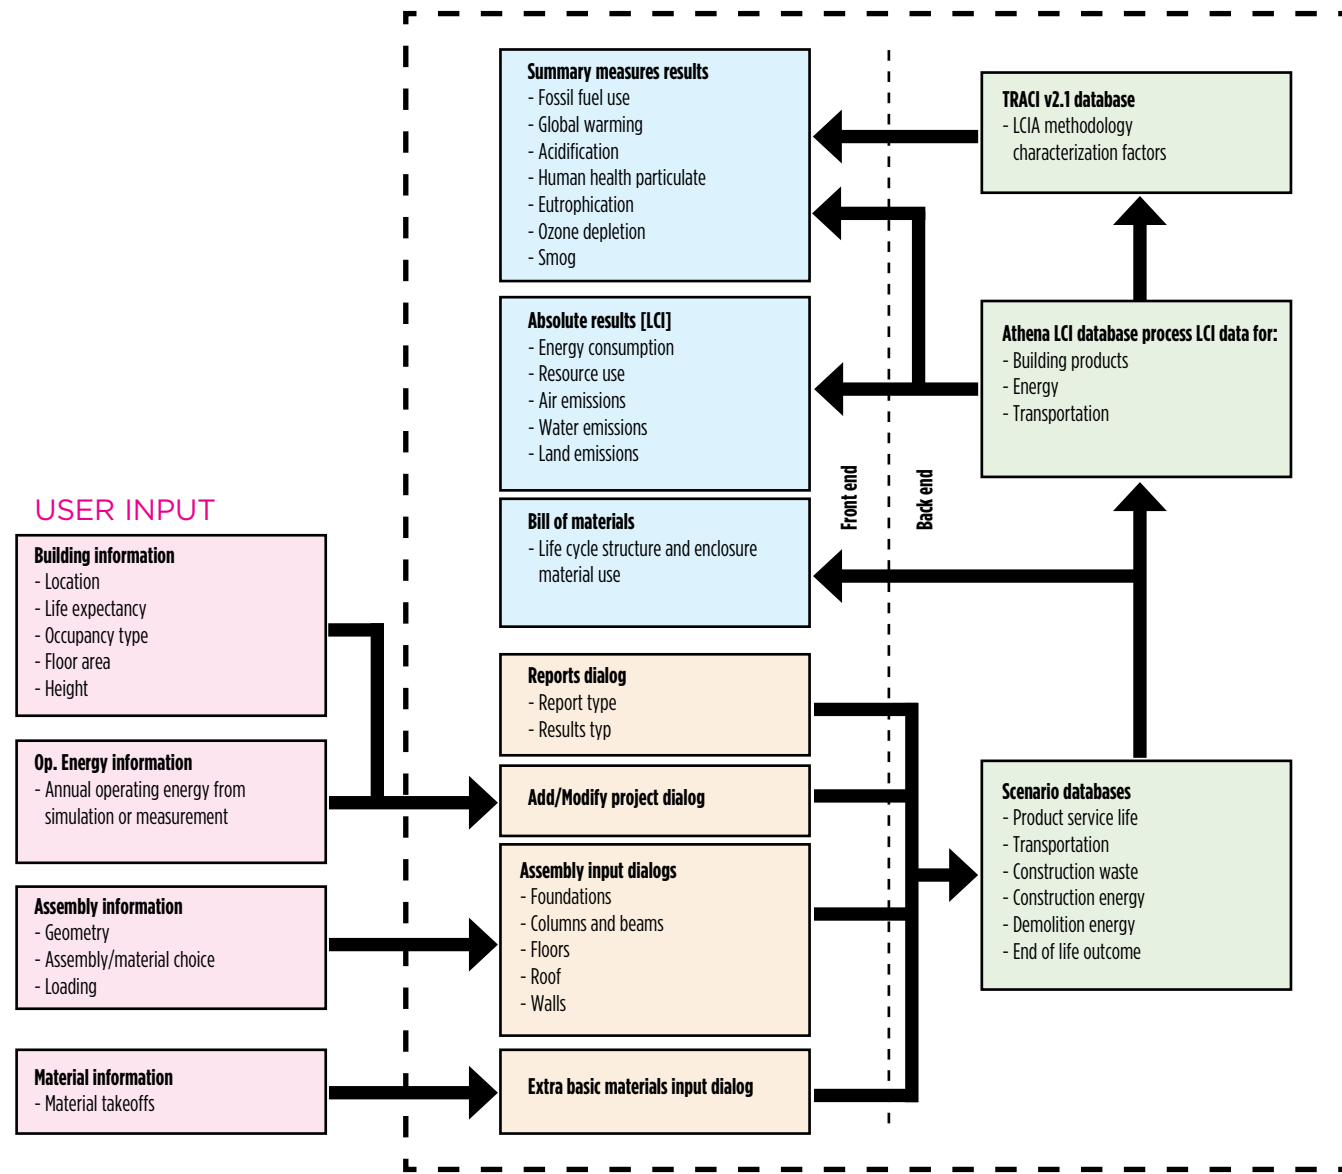 USER INPUT
Building information
- Location
- Life expectancy
- Occupancy type
- Floor area
- Height
Op. Energy information
- Annual operating energy from
simulation or measurement
Assembly information
- Geometry
- Assembly/material choice
- Loading
Material information
- Material takeoffs
Summary measures results
- Fossil fuel use
- Global warming
- Acidification
- Human health particulate
- Eutrophication
- Ozone depletion
- Smog
Absolute results [LCI]
- Energy consumption
- Resource use
- Air emissions
- Water emissions
- Land emissions
Bill of materials
- Life cycle structure and enclosure
material use
Reports dialog
- Report type
- Results typ
Add/Modify project dialog
Assembly input dialogs
- Foundations
- Columns and beams
- Floors
- Roof
- Walls
Extra basic materials input dialog
Front end
Back end
TRACI v2.1 database
- LCIA methodology
characterization factors
Athena LCI database process LCI data for:
- Building products
- Energy
- Transportation
Scenario databases
- Product service life
- Transportation
- Construction waste
- Construction energy
- Demolition energy
- End of life outcome